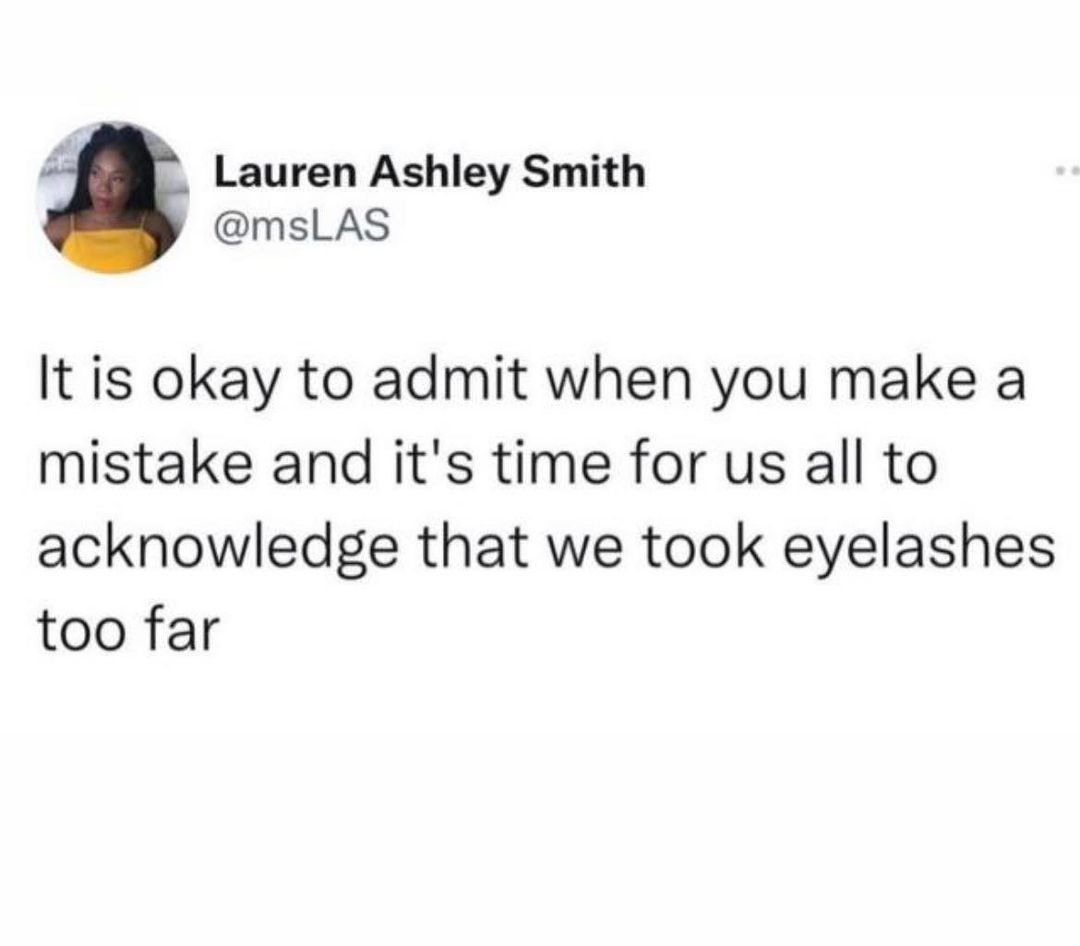 Lauren Ashley Smith
@msLAS
It is okay to admit when you make a
mistake and it's time for us all to
acknowledge that we took eyelashes
too far